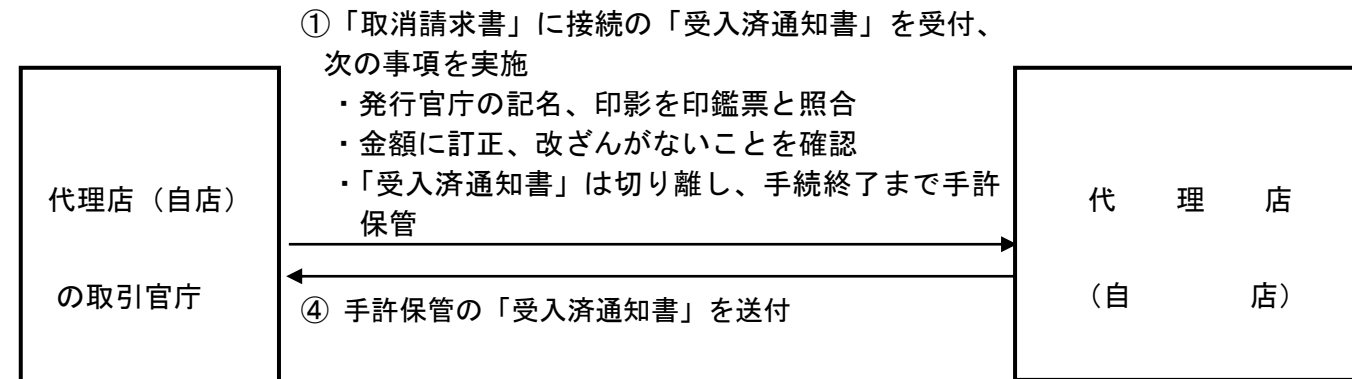 ①「取消請求書」に接続の「受入済通知書」を受付、
次の事項を実施
・発行官庁の記名、印影を印鑑票と照合
・金額に訂正、改ざんがないことを確認
・「受入済通知書」は切り離し、手続終了まで手許
保管
代理店（自店）
の取引官庁
代　理　店
（自　　店）
④ 手許保管の「受入済通知書」を送付